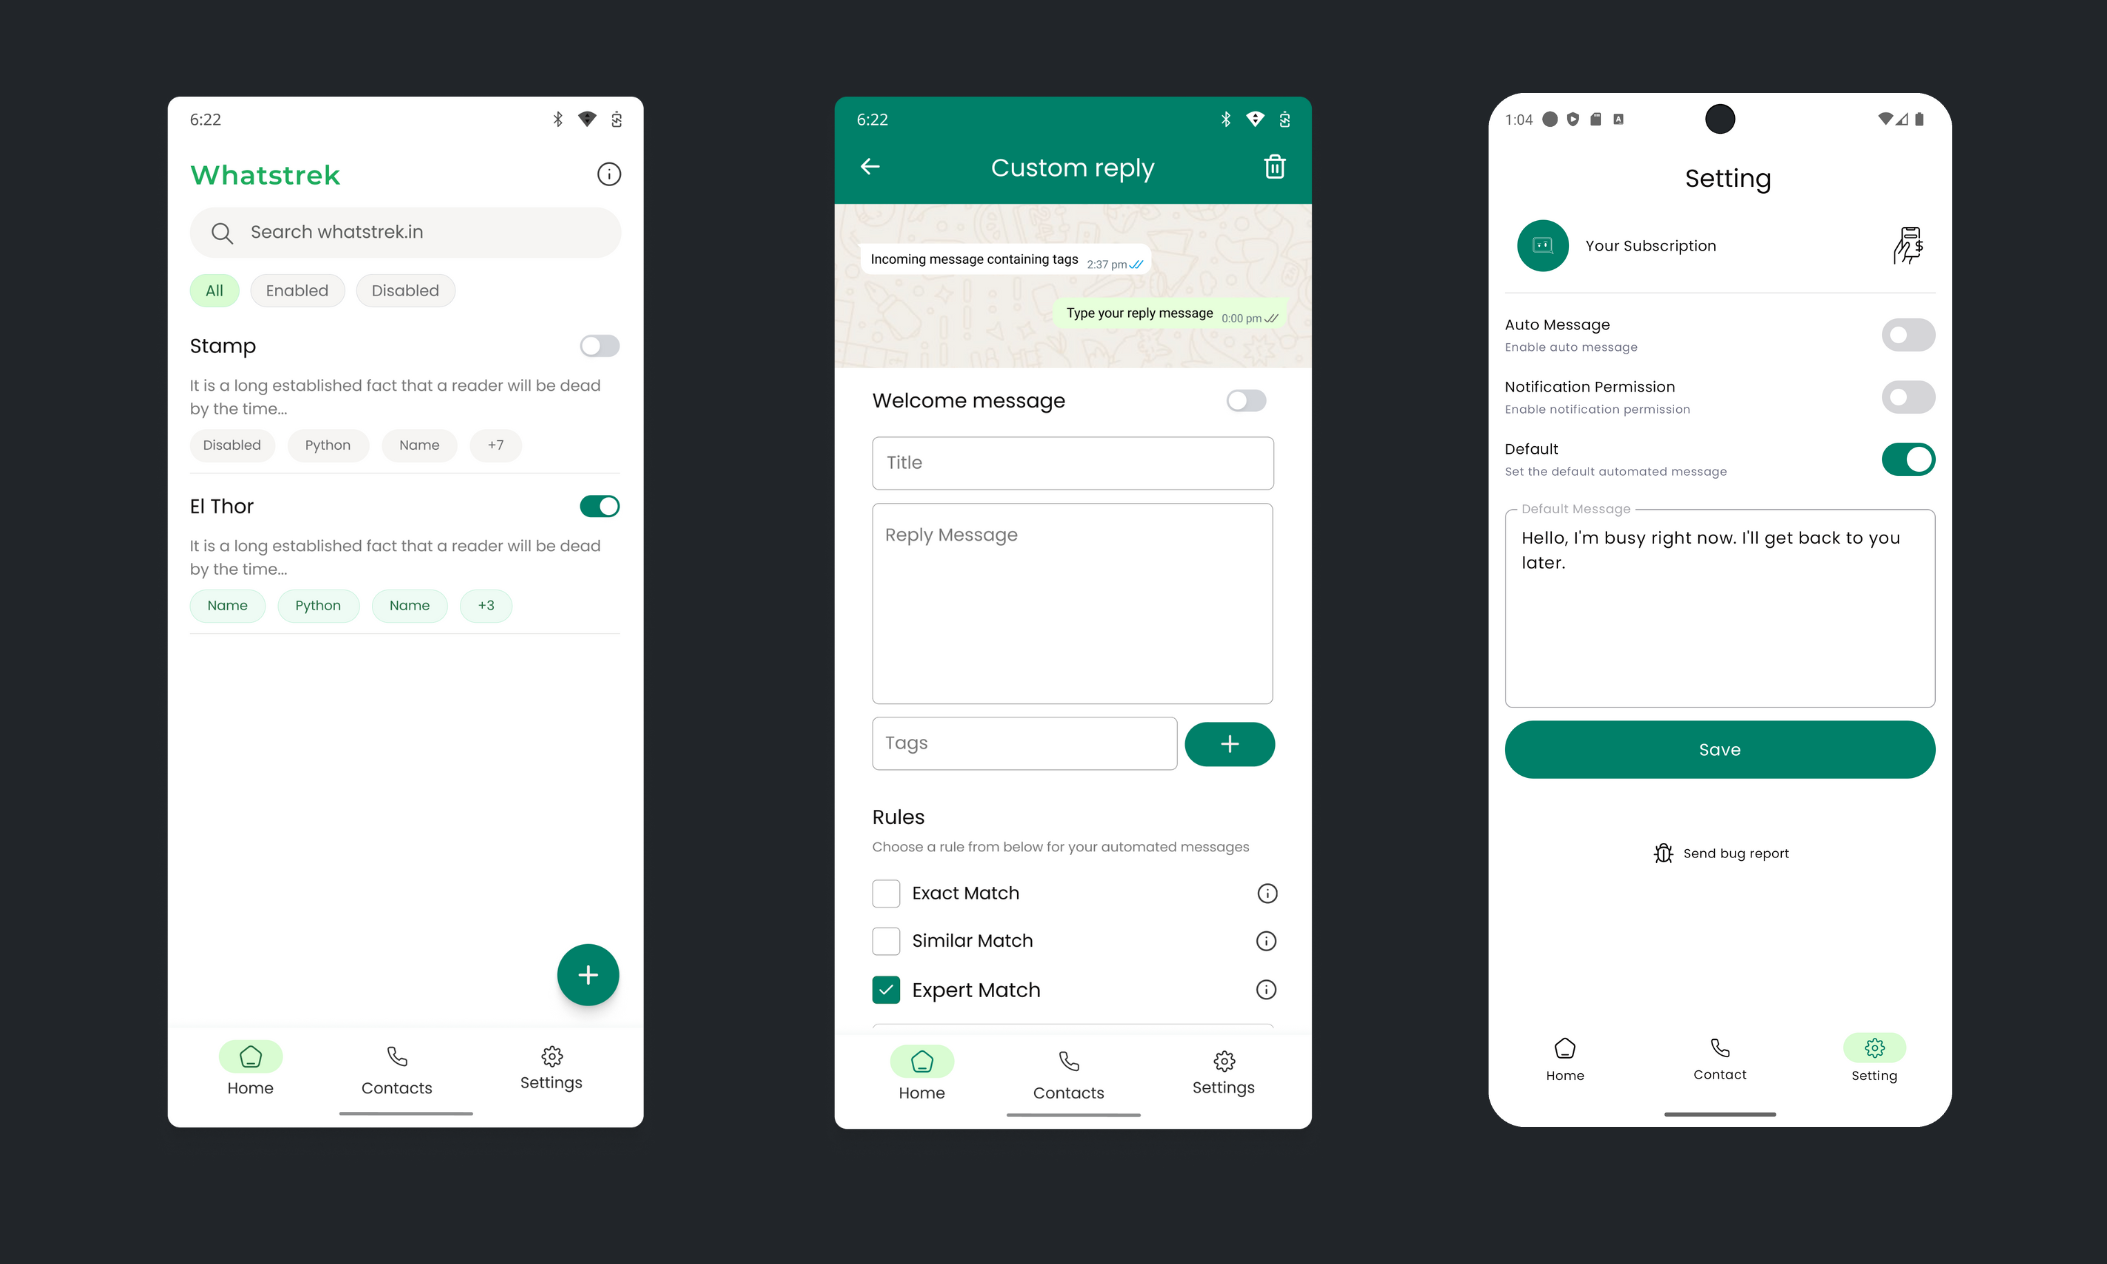 6:22
Whatstrek
Search whatstrek.in
All
Enabled
Disabled
Stamp
It is a long established fact that a reader will be dead
by the time...
Disabled
Python
Name
+7
El Thor
It is a long established fact that a reader will be dead
by the time...
Name
Python
Name
+3
Home
Contacts
Settings
6:22
Custom reply
Incoming message containing tags 2:37 pm
Type your reply message 0:00 pm
Welcome message
Title
Reply Message
Tags
Rules
Choose a rule from below for your automated messages
Exact Match
Similar Match
Expert Match
Home
Contacts
Settings
1:04
Setting
Your Subscription
Auto Message
Enable auto message
Notification Permission
Enable notification permission
Default
Set the default automated message
Default Message
Hello, I'm busy right now. I'll get back to you
later.
Save
Send bug report
Home
Contact
Setting